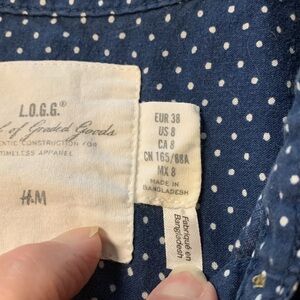 L.O.G.G.®
of Graded Goods
ENTIC CONSTRUCTION FOR
TIMELESS APPAREL
H&M
EUR 38
US 8
CA 8
CN 165/88A
MX 8
MADE IN
BANGLADESH
Fabriqué en
Bangladesh